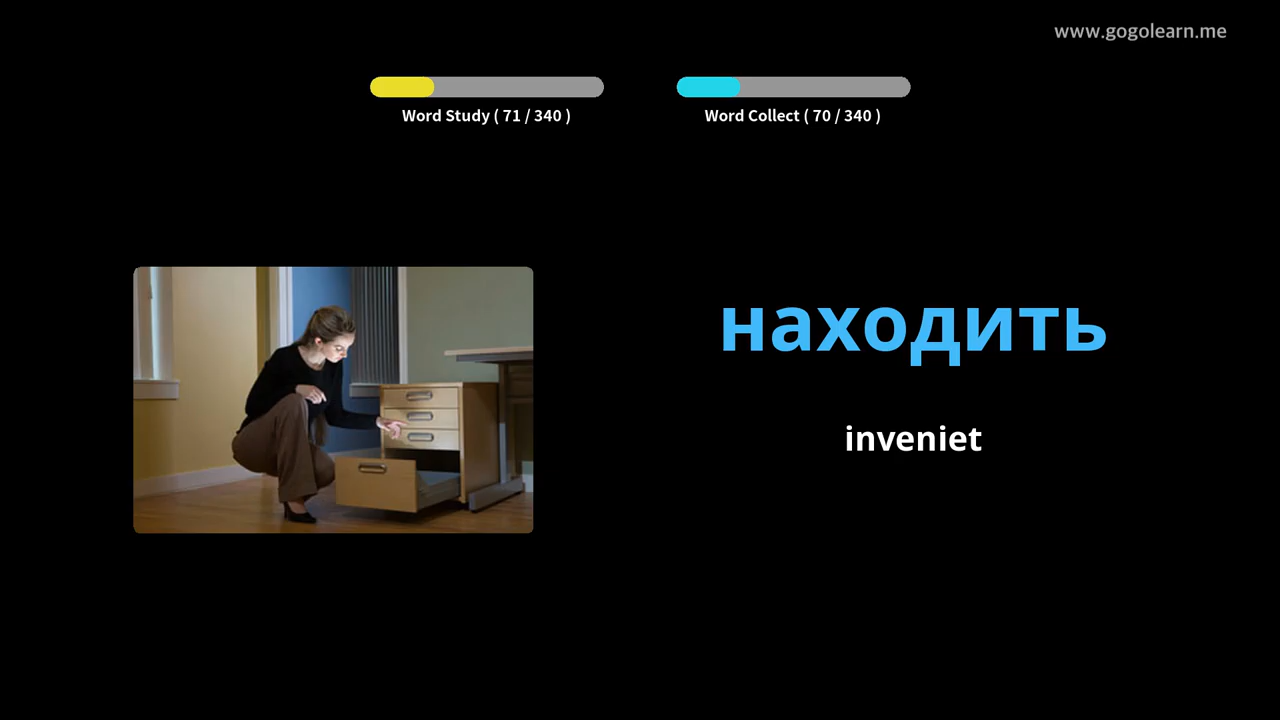 www.gogolearn.me
Word Study ( 71 / 340 )
Word Collect ( 70 / 340 )
находить
inveniet